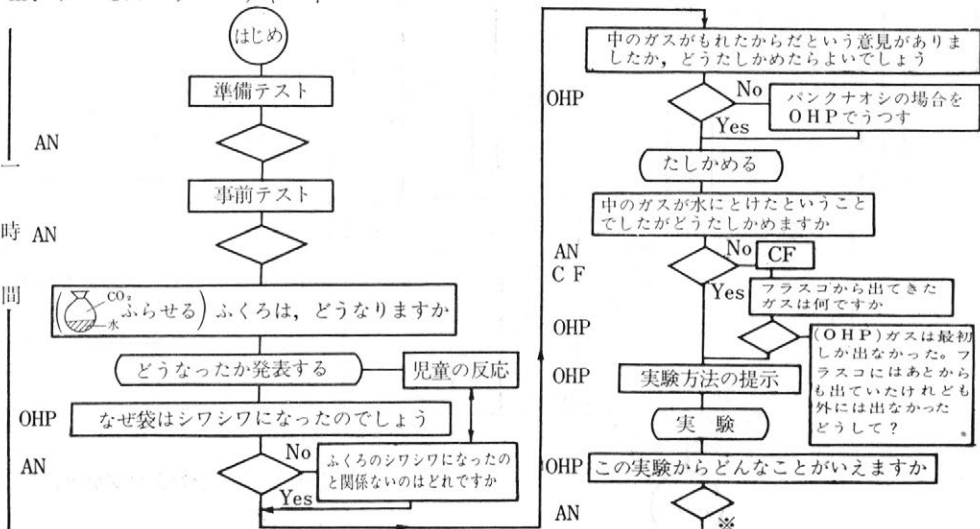 はじめ
準備テスト
AN
事前テスト
AN
一時間
CO₂
水
ふらせる) ふくろは，どうなりますか
どうなったか発表する
児童の反応
OHP
なぜ袋はシワシワになったのでしょう
AN
No
ふくろのシワシワになったの
と関係ないのはどれですか
Yes
中のガスがもれたからだという意見がありま
したか，どうたしかめたらよいでしょう
OHP
No
パンクナオシの場合を
OHPでうつす
Yes
たしかめる
中のガスが水にとけたということ
でしたがどうたしかめますか
AN
CF
No
CF
Yes
フラスコから出てきた
ガスは何ですか
OHP
(OHP)ガスは最初
しか出なかった。フ
ラスコにはあとから
も出ていたけれども
外には出なかった
どうして？
OHP
実験方法の提示
実験
OHP
この実験からどんなことがいえますか
AN
※